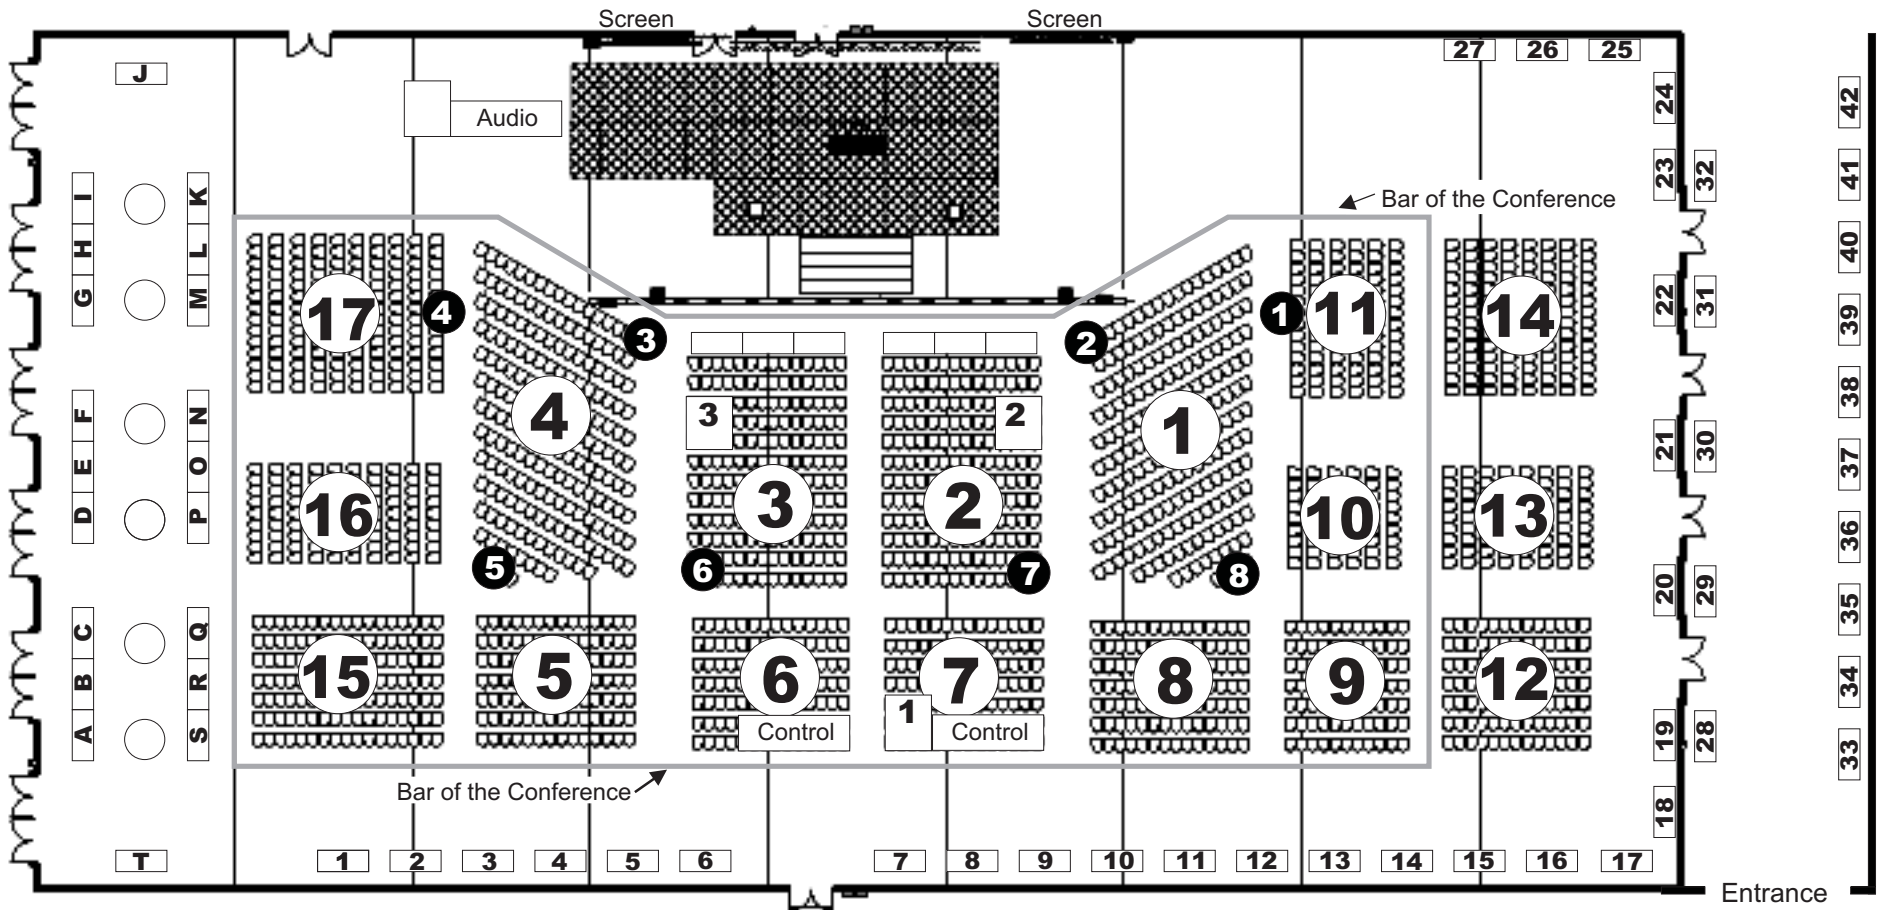 Screen
Screen
27 26 25
J
Audio
24
42
23
32
41
Bar of the Conference
I
K
H
L
40
G
M
17
4
3
2
1
11
14
22
31
39
4
3
2
1
38
F
N
E
O
21
30
37
D
P
16
3
2
10
13
36
5
6
7
8
20
29
35
C
Q
B
R
15
5
6
7
8
9
12
34
A
S
1
Control
Control
19
28
33
Bar of the Conference
18
T
1 2 3 4 5 6 7 8 9 10 11 12 13 14 15 16 17
Entrance